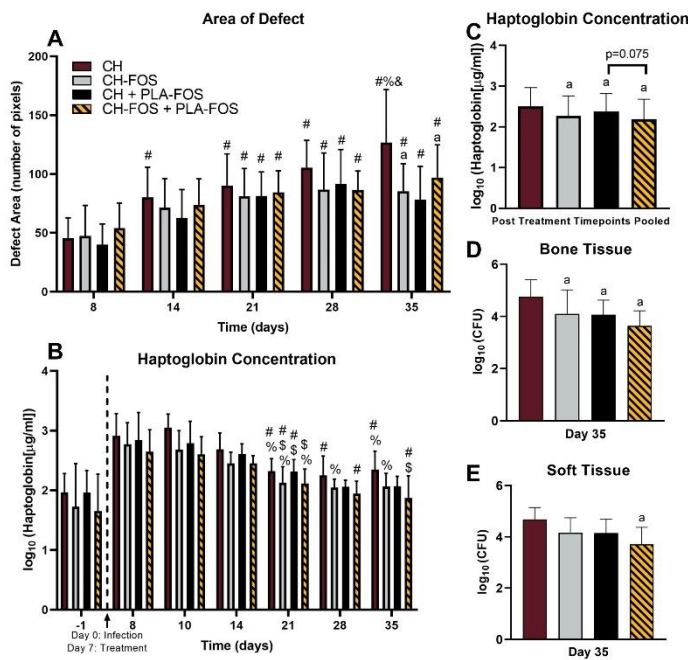 A
Area of Defect
250
200
150
100
50
0
Defect Area (number of pixels)
CH
CH-FOS
CH + PLA-FOS
CH-FOS + PLA-FOS
#
# # # #
# # # #
#%&
#
a
#
#
a
8 14 21 28 35
Time (days)
B
Haptoglobin Concentration
4
3
2
1
0
log10 (Haptoglobin[µg/ml])
#
%
#
$
%
#
$
$
%
#
%
#
#
%
%
#
$
-1 8 10 14 21 28 35
Day 0: Infection
Day 7: Treatment
Time (days)
C
Haptoglobin Concentration
4
3
2
1
0
log10 (Haptoglobin[µg/ml])
p=0.075
a a a
Post Treatment Timepoints Pooled
D
Bone Tissue
6
4
2
0
log10 (CFU)
a a a
Day 35
E
Soft Tissue
6
4
2
0
log10 (CFU)
a
Day 35